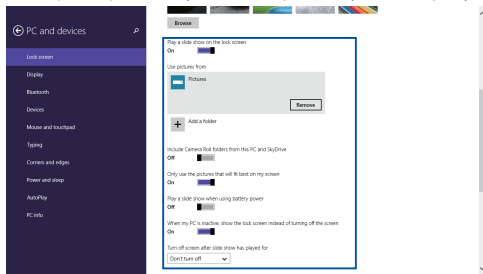 Browse
PC and devices
Lock screen
Display
Bluetooth
Devices
Mouse and touchpad
Typing
Corners and edges
Power and sleep
AutoPlay
PC info
Play a slide show on the lock screen
On
Use pictures from
Pictures
Remove
Add a folder
Include Camera Roll folders from this PC and SkyDrive
Off
Only use the pictures that will fit best on my screen
On
Play a slide show when using battery power
Off
When my PC is inactive, show the lock screen instead of turning off the screen
On
Turn off screen after slide show has played for
Don't turn off